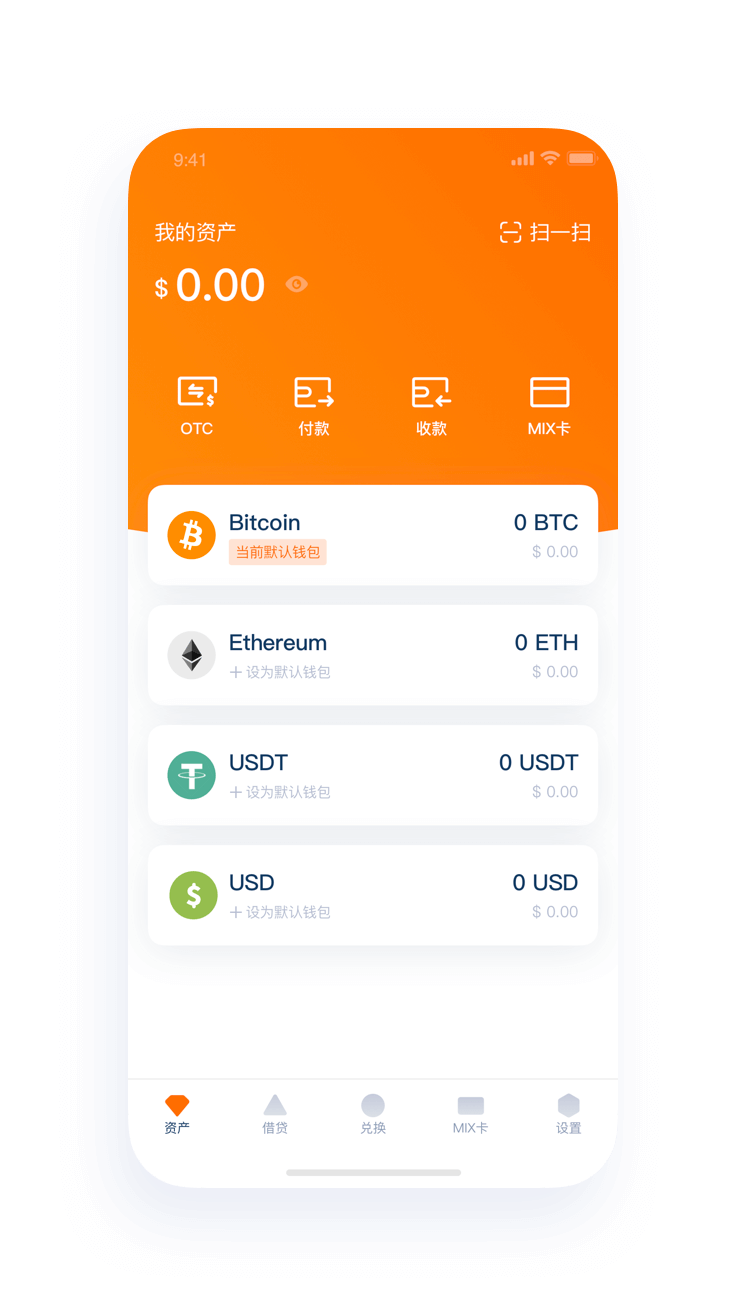 9:41
我的资产
扫一扫
$ 0.00
OTC
付款
收款
MIX卡
Bitcoin
0 BTC
当前默认钱包
$ 0.00
Ethereum
0 ETH
+ 设为默认钱包
$ 0.00
USDT
0 USDT
+ 设为默认钱包
$ 0.00
USD
0 USD
+ 设为默认钱包
$ 0.00
资产
借贷
兑换
MIX卡
设置